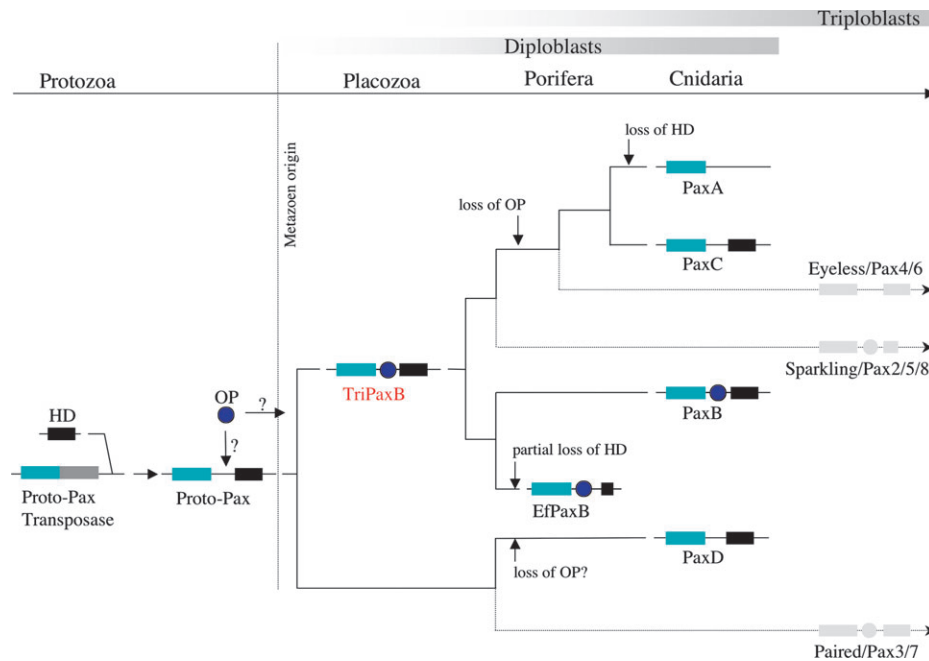 Triploblasts
Diploblasts
Protozoa
Placozoa
Porifera
Cnidaria
Metazoen origin
loss of HD
PaxA
loss of OP
PaxC
Eyeless/Pax4/6
Sparkling/Pax2/5/8
TriPaxB
PaxB
OP
?
?
HD
partial loss of HD
EfPaxB
Proto-Pax
Transposase
Proto-Pax
PaxD
loss of OP?
Paired/Pax3/7